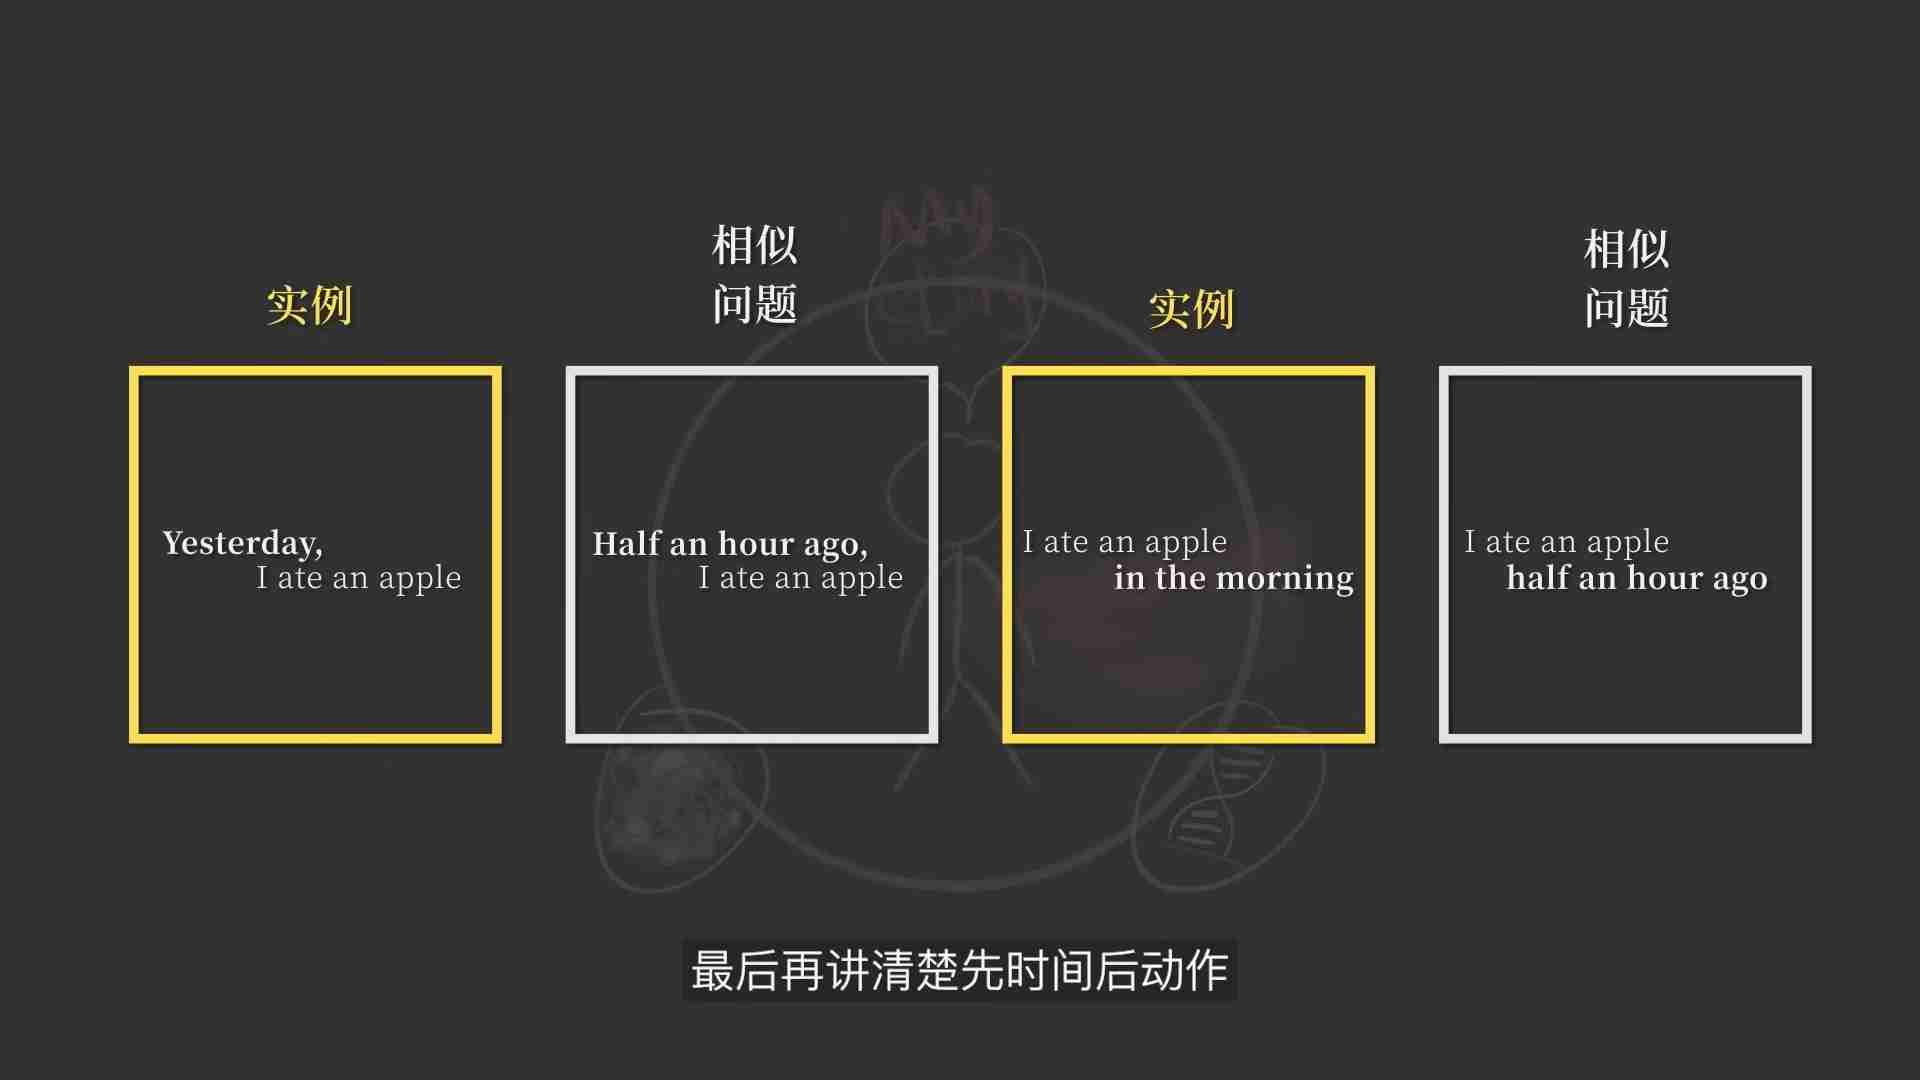 实例
Yesterday,
I ate an apple
相似
问题
Half an hour ago,
I ate an apple
实例
I ate an apple
in the morning
相似
问题
I ate an apple
half an hour ago
最后再讲清楚先时间后动作